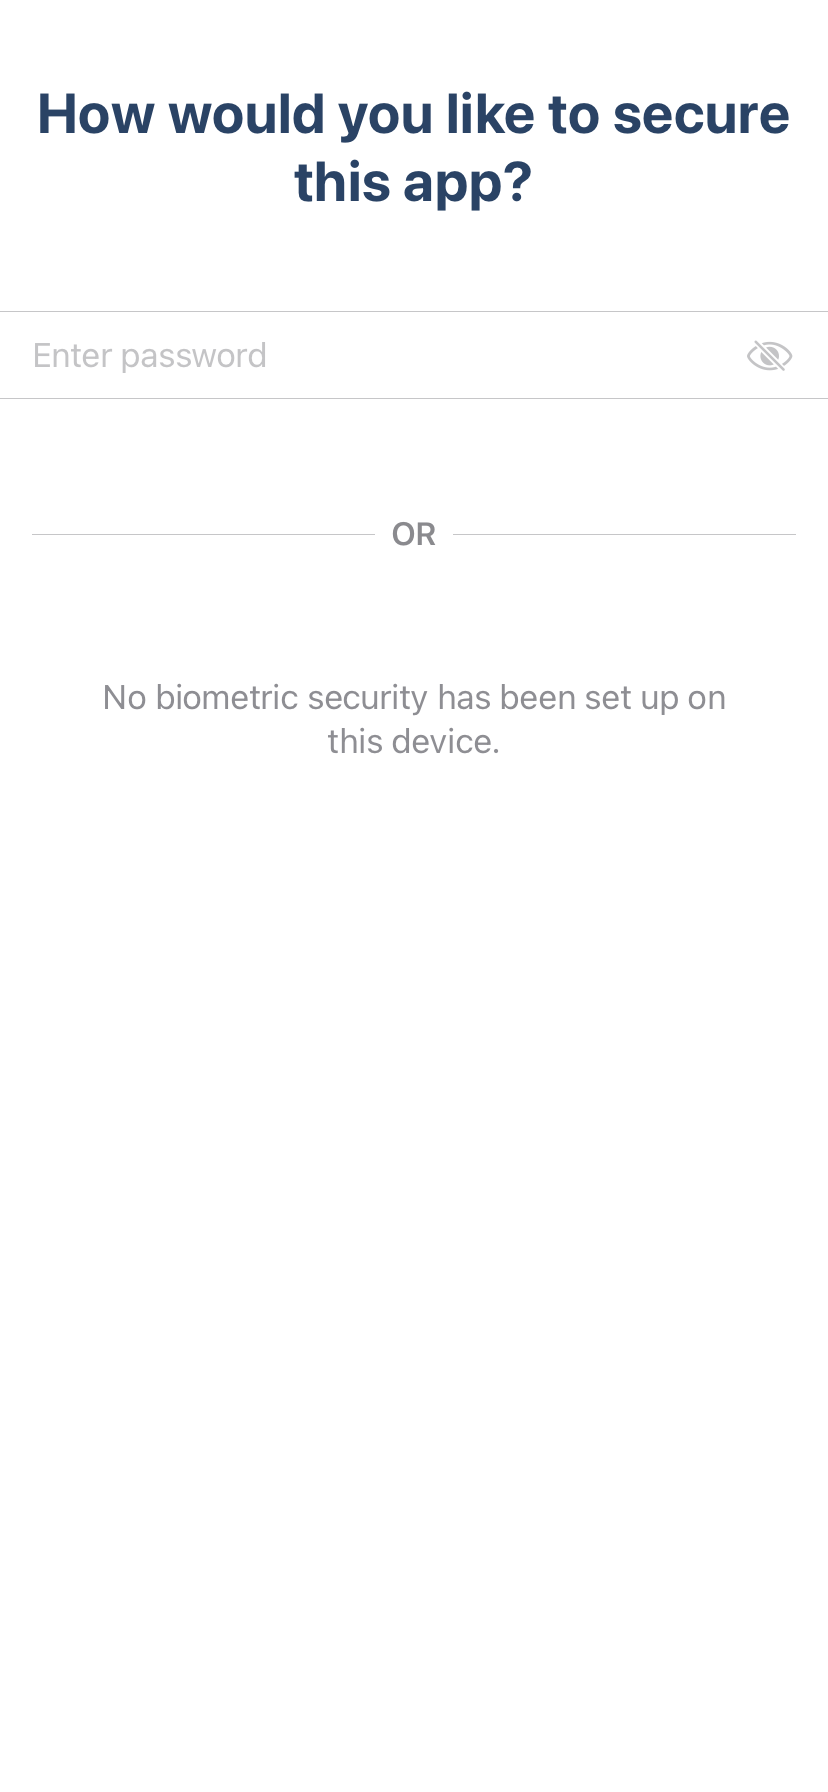 How would you like to secure
this app?
Enter password
OR
No biometric security has been set up on
this device.